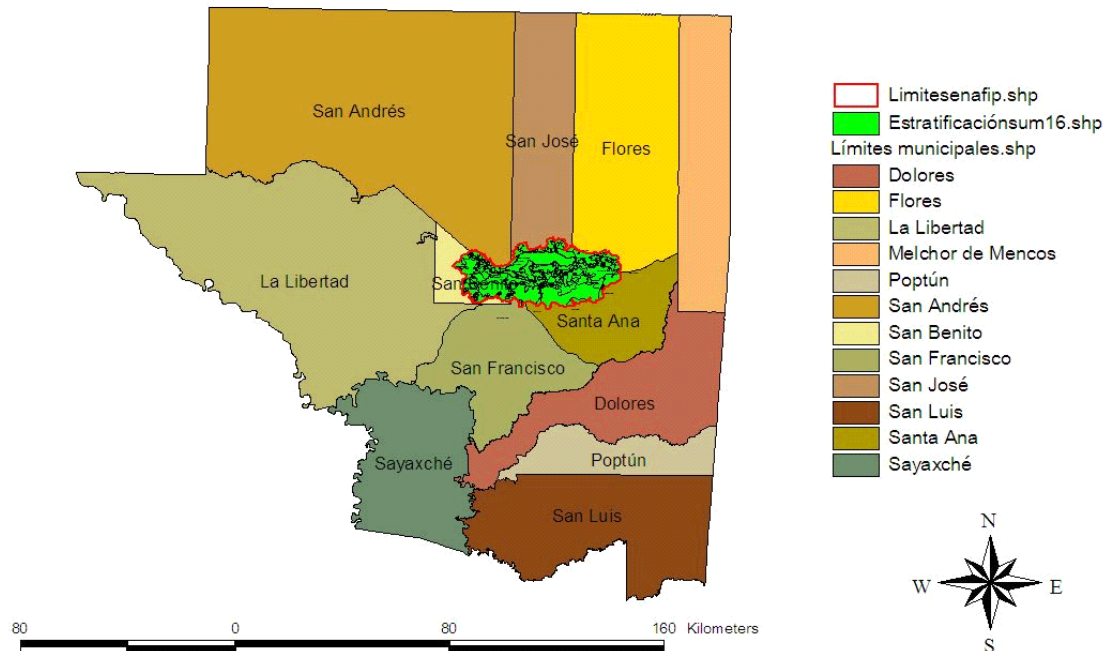 San Andrés
San José
Flores
La Libertad
San Benito
Santa Ana
San Francisco
Dolores
Sayaxché
Poptún
San Luis
Limitesenafip.shp
Estratificaciónsum16.shp
Límites municipales.shp
Dolores
Flores
La Libertad
Melchor de Mencos
Poptún
San Andrés
San Benito
San Francisco
San José
San Luis
Santa Ana
Sayaxché
N
W
E
S
80
0
80
160 Kilometers